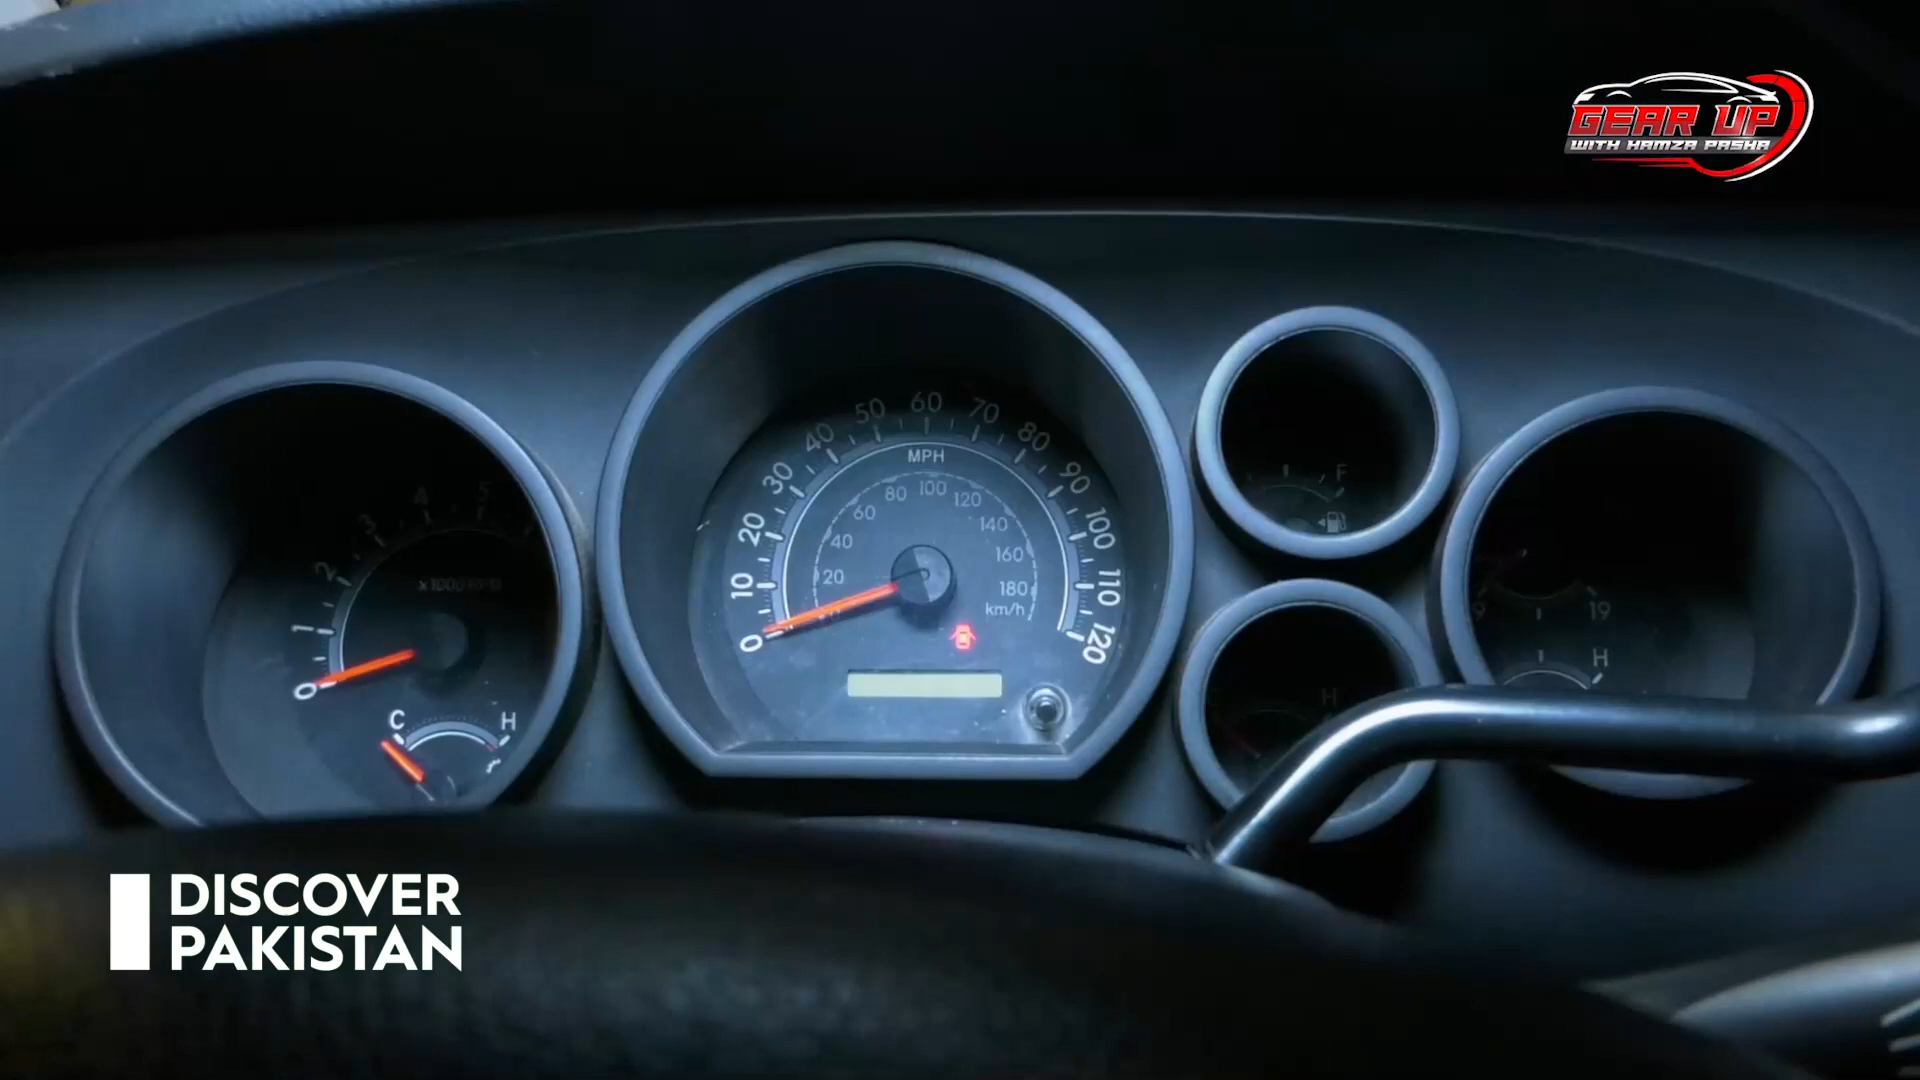 GEAR UP
WITH HAMZA PASHA
0 10 20 30 40 50 60 70 80 90 100 110 120
MPH
20 40 60 80 100 120 140 160 180
km/h
0 1 2 3 4 5
x1000
C H
F
H
19
H
DISCOVER
PAKISTAN